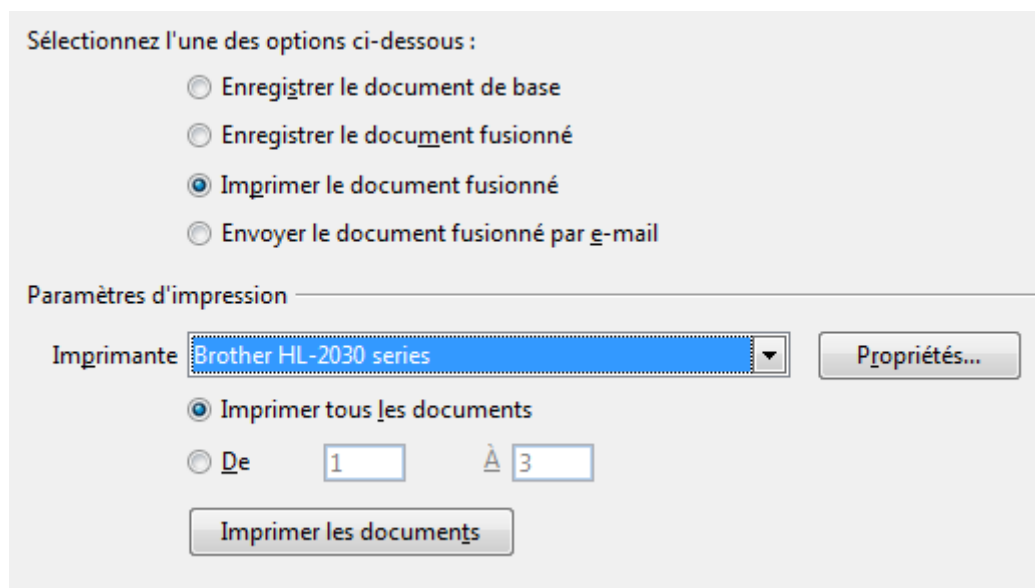 Sélectionnez l'une des options ci-dessous :
Enregistrer le document de base
Enregistrer le document fusionné
Imprimer le document fusionné
Envoyer le document fusionné par e-mail
Paramètres d'impression
Imprimante Brother HL-2030 series Propriétés...
Imprimer tous les documents
De 1 À 3
Imprimer les documents